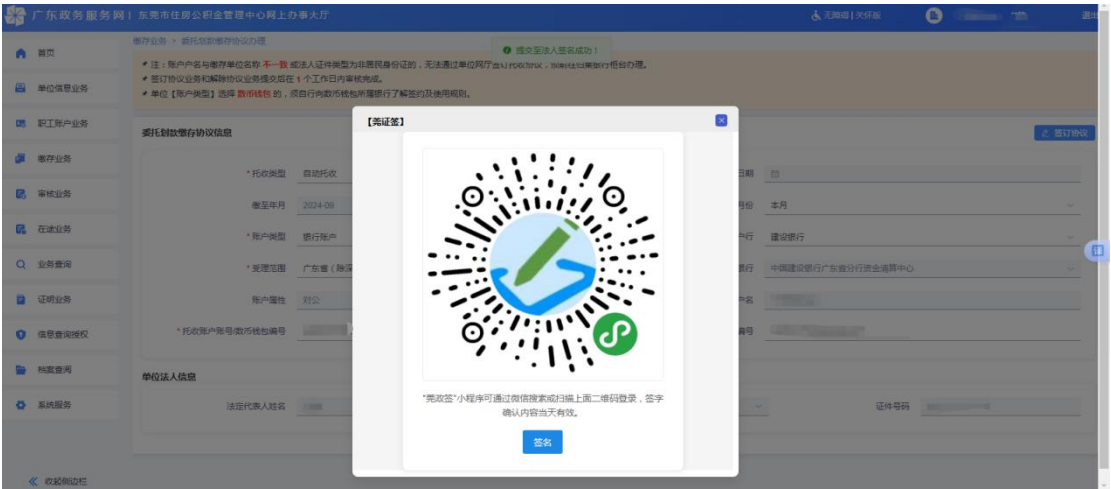 广东政务服务网 | 东莞市住房公积金管理中心网上办事大厅
无障碍 | 关怀版
退出
首页
单位信息业务
职工账户业务
缴存业务
审核业务
在途业务
业务查询
证明业务
信息查询授权
档案查询
系统服务
收起侧边栏
缴存业务 > 委托划款缴存协议办理
提交至法人签名成功！
* 注：账户户名与缴存单位名称 不一致 或法人证件类型为非居民身份证的，无法通过单位网厅签订托收协议，须前往归集银行柜台办理。
* 签订协议业务和解除协议业务提交后在 1 个工作日内审核完成。
* 单位【账户类型】选择 数币钱包 的，须自行向数币钱包所属银行了解签约及使用规则。
委托划款缴存协议信息
签订协议
* 托收类型 自动托收
日期
缴至年月 2024-09
月份 本月
* 账户类型 银行账户
户行 建设银行
* 受理范围 广东省（除深
银行 中国建设银行广东省分行资金清算中心
账户属性 对公
户名
* 托收账户账号/数币钱包编号
编号
单位法人信息
法定代表人姓名
证件号码
【莞证签】
"莞政签"小程序可通过微信搜索或扫描上面二维码登录，签字
确认内容当天有效。
签名